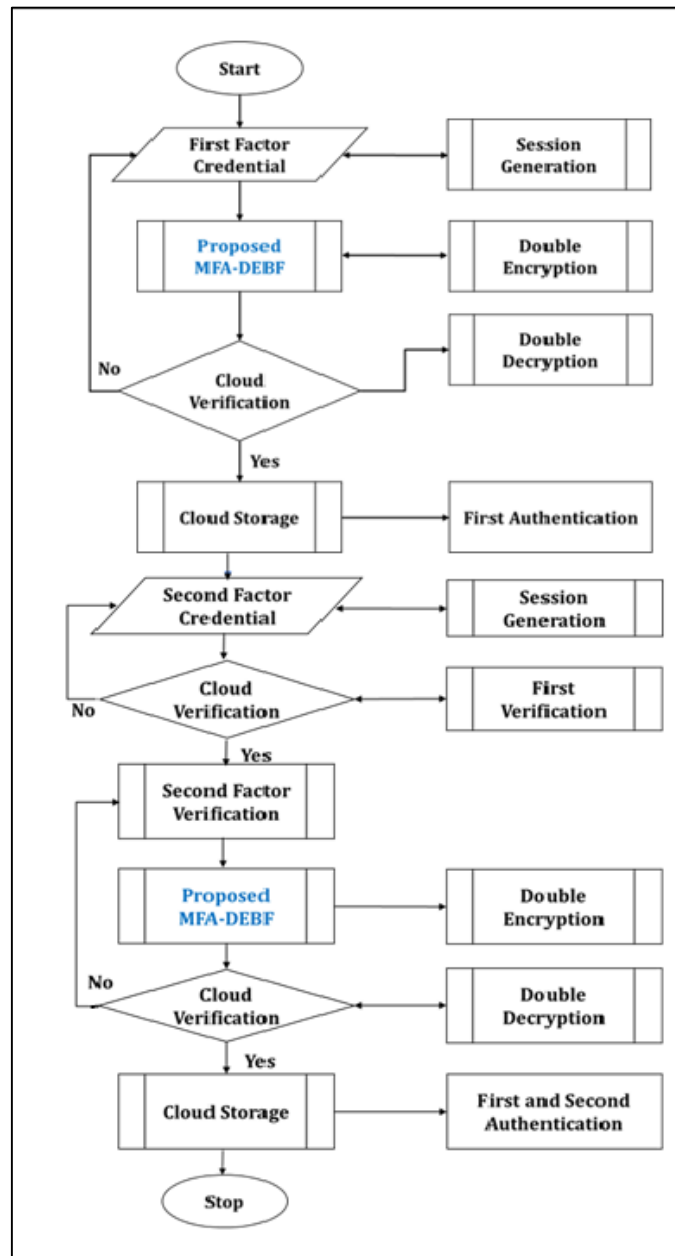 Start
First Factor
Credential
Session
Generation
Proposed
MFA-DEBF
Double
Encryption
Double
Decryption
No
Cloud
Verification
Yes
Cloud Storage
First Authentication
Second Factor
Credential
Session
Generation
Cloud
Verification
First
Verification
No
Yes
Second Factor
Verification
Proposed
MFA-DEBF
Double
Encryption
No
Cloud
Verification
Double
Decryption
Yes
Cloud Storage
First and Second
Authentication
Stop